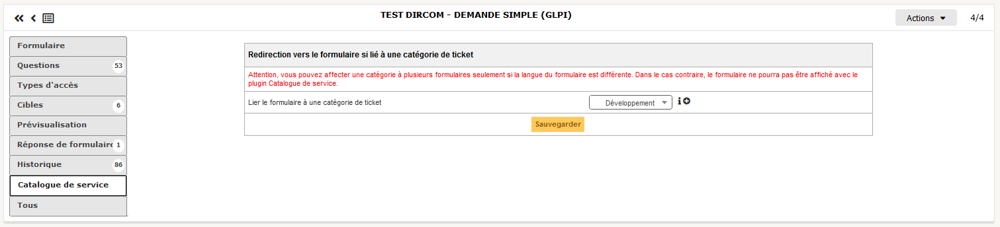 TEST DIRCOM - DEMANDE SIMPLE (GLPI)
Actions
4/4
Formulaire
Questions 53
Types d'accès
Cibles 6
Prévisualisation
Réponse de formulaire 1
Historique 86
Catalogue de service
Tous
Redirection vers le formulaire si lié à une catégorie de ticket
Attention, vous pouvez affecter une catégorie à plusieurs formulaires seulement si la langue du formulaire est différente. Dans le cas contraire, le formulaire ne pourra pas être affiché avec le
plugin Catalogue de service.
Lier le formulaire à une catégorie de ticket
Développement
Sauvegarder